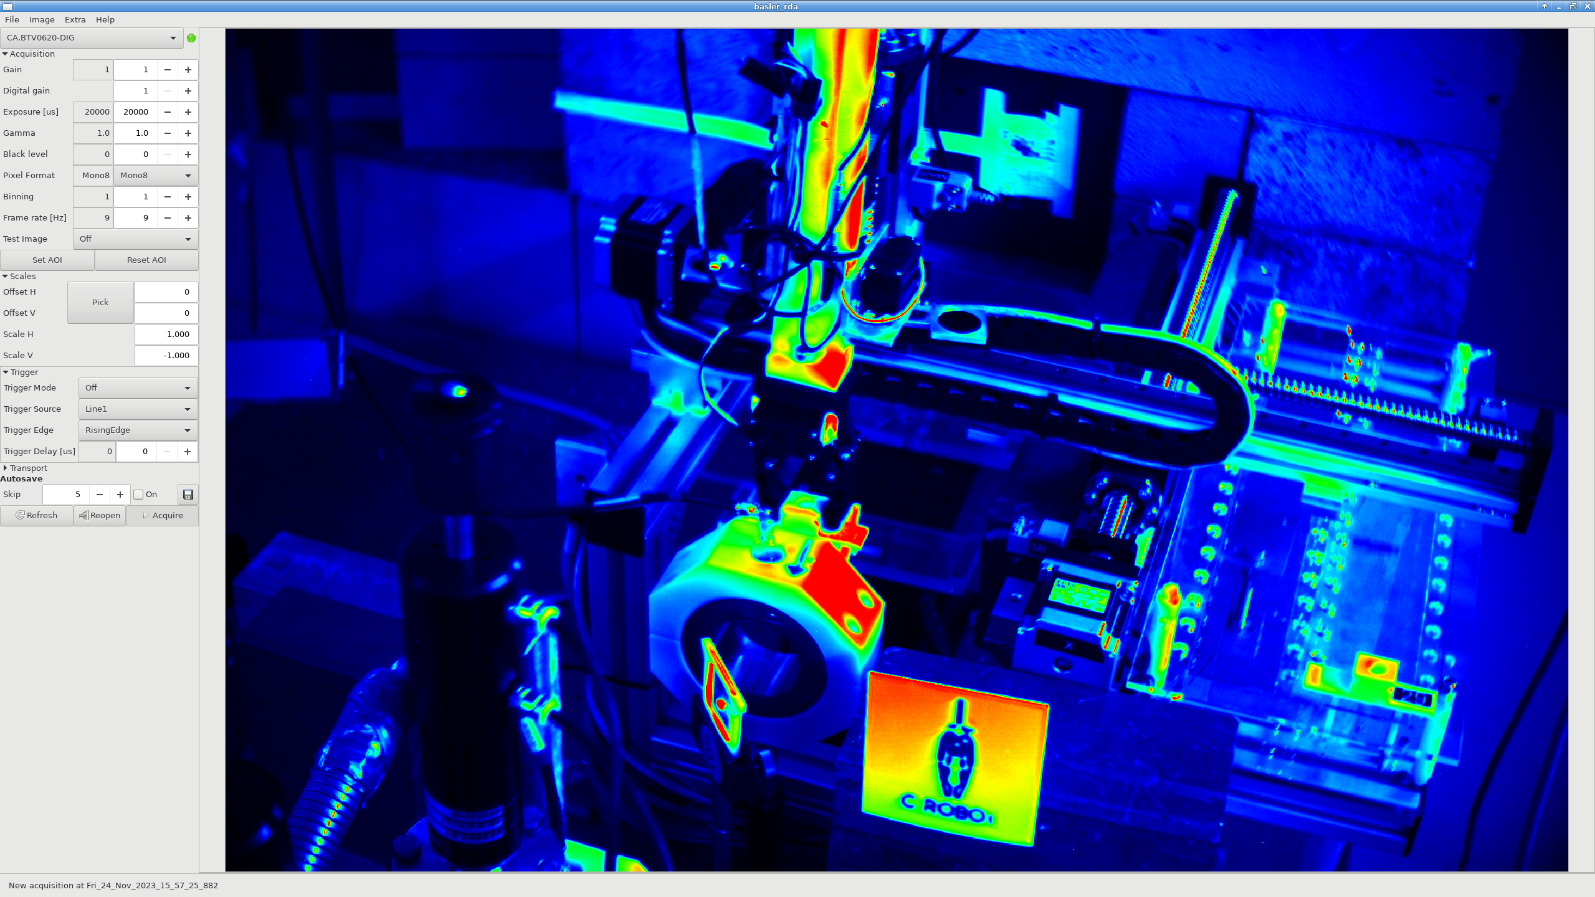 basler_rda
File Image Extra Help
CA.BTV0620-DIG
Acquisition
Gain 1 1
Digital gain 1
Exposure [us] 20000 20000
Gamma 1.0 1.0
Black level 0 0
Pixel Format Mono8 Mono8
Binning 1 1
Frame rate [Hz] 9 9
Test Image Off
Set AOI Reset AOI
Scales
Offset H 0
Pick
Offset V 0
Scale H 1.000
Scale V -1.000
Trigger
Trigger Mode Off
Trigger Source Line1
Trigger Edge RisingEdge
Trigger Delay [us] 0 0
Transport
Autosave
Skip 5 On
Refresh Reopen Acquire
C ROBO
New acquisition at Fri_24_Nov_2023_15_57_25_882